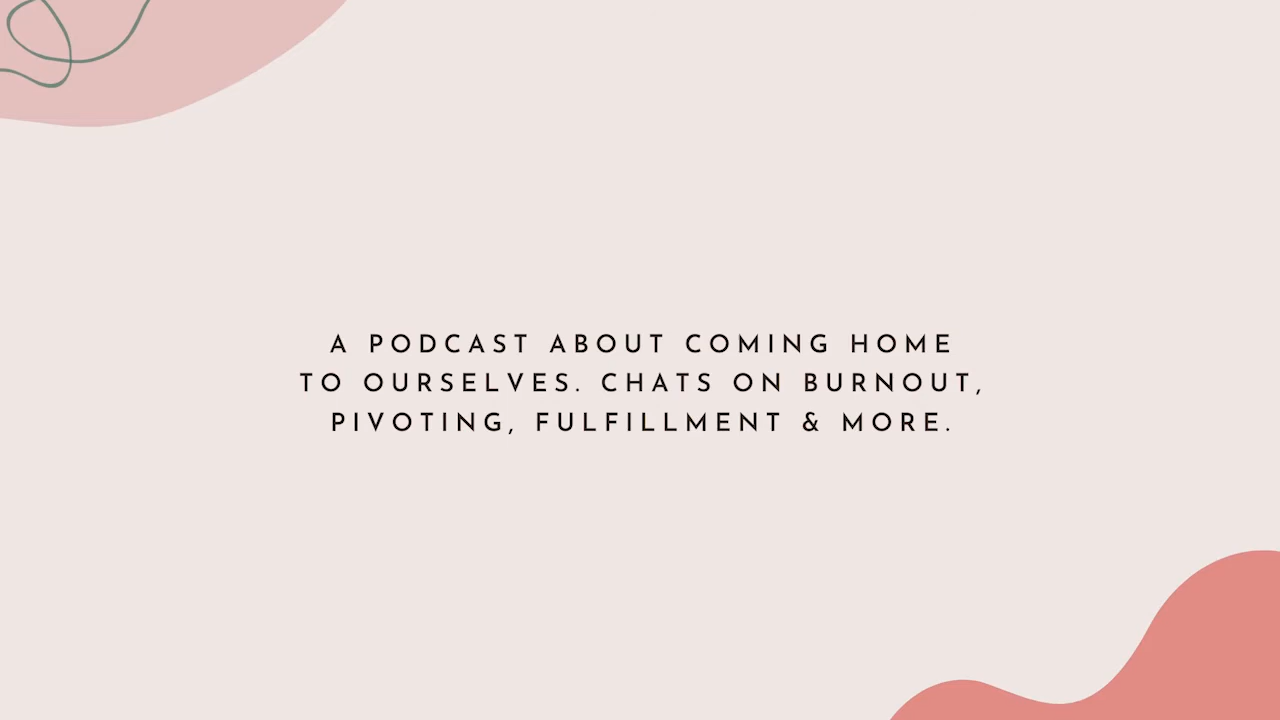 A PODCAST ABOUT COMING HOME
TO OURSELVES. CHATS ON BURNOUT,
PIVOTING, FULFILLMENT & MORE.